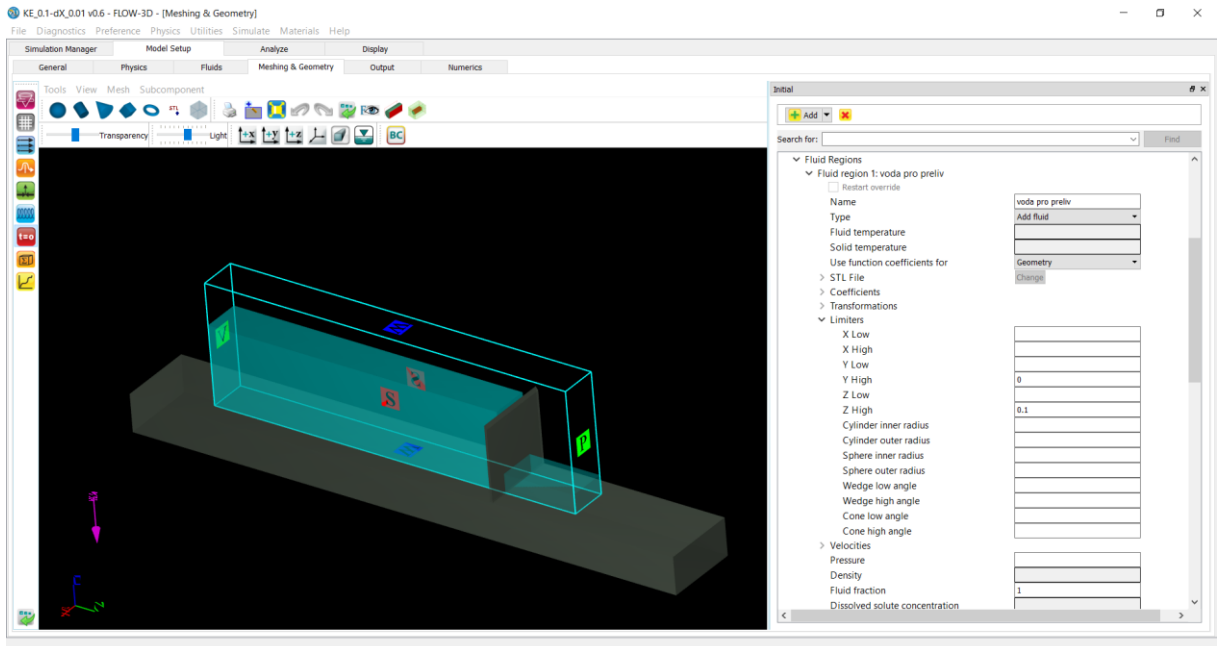 KE_0.1-dX_0.01 v0.6 - FLOW-3D - [Meshing & Geometry]
File Diagnostics Preference Physics Utilities Simulate Materials Help
Simulation Manager Model Setup Analyze Display
General Physics Fluids Meshing & Geometry Output Numerics
Tools View Mesh Subcomponent
STL
Transparency Light +x +y +z BC
t=0
V
S
P
Initial
Add
Search for: Find
Fluid Regions
Fluid region 1: voda pro preliv
Restart override
Name voda pro preliv
Type Add fluid
Fluid temperature
Solid temperature
Use function coefficients for Geometry
STL File Change
Coefficients
Transformations
Limiters
X Low
X High
Y Low
Y High 0
Z Low
Z High 0.1
Cylinder inner radius
Cylinder outer radius
Sphere inner radius
Sphere outer radius
Wedge low angle
Wedge high angle
Cone low angle
Cone high angle
Velocities
Pressure
Density
Fluid fraction 1
Dissolved solute concentration